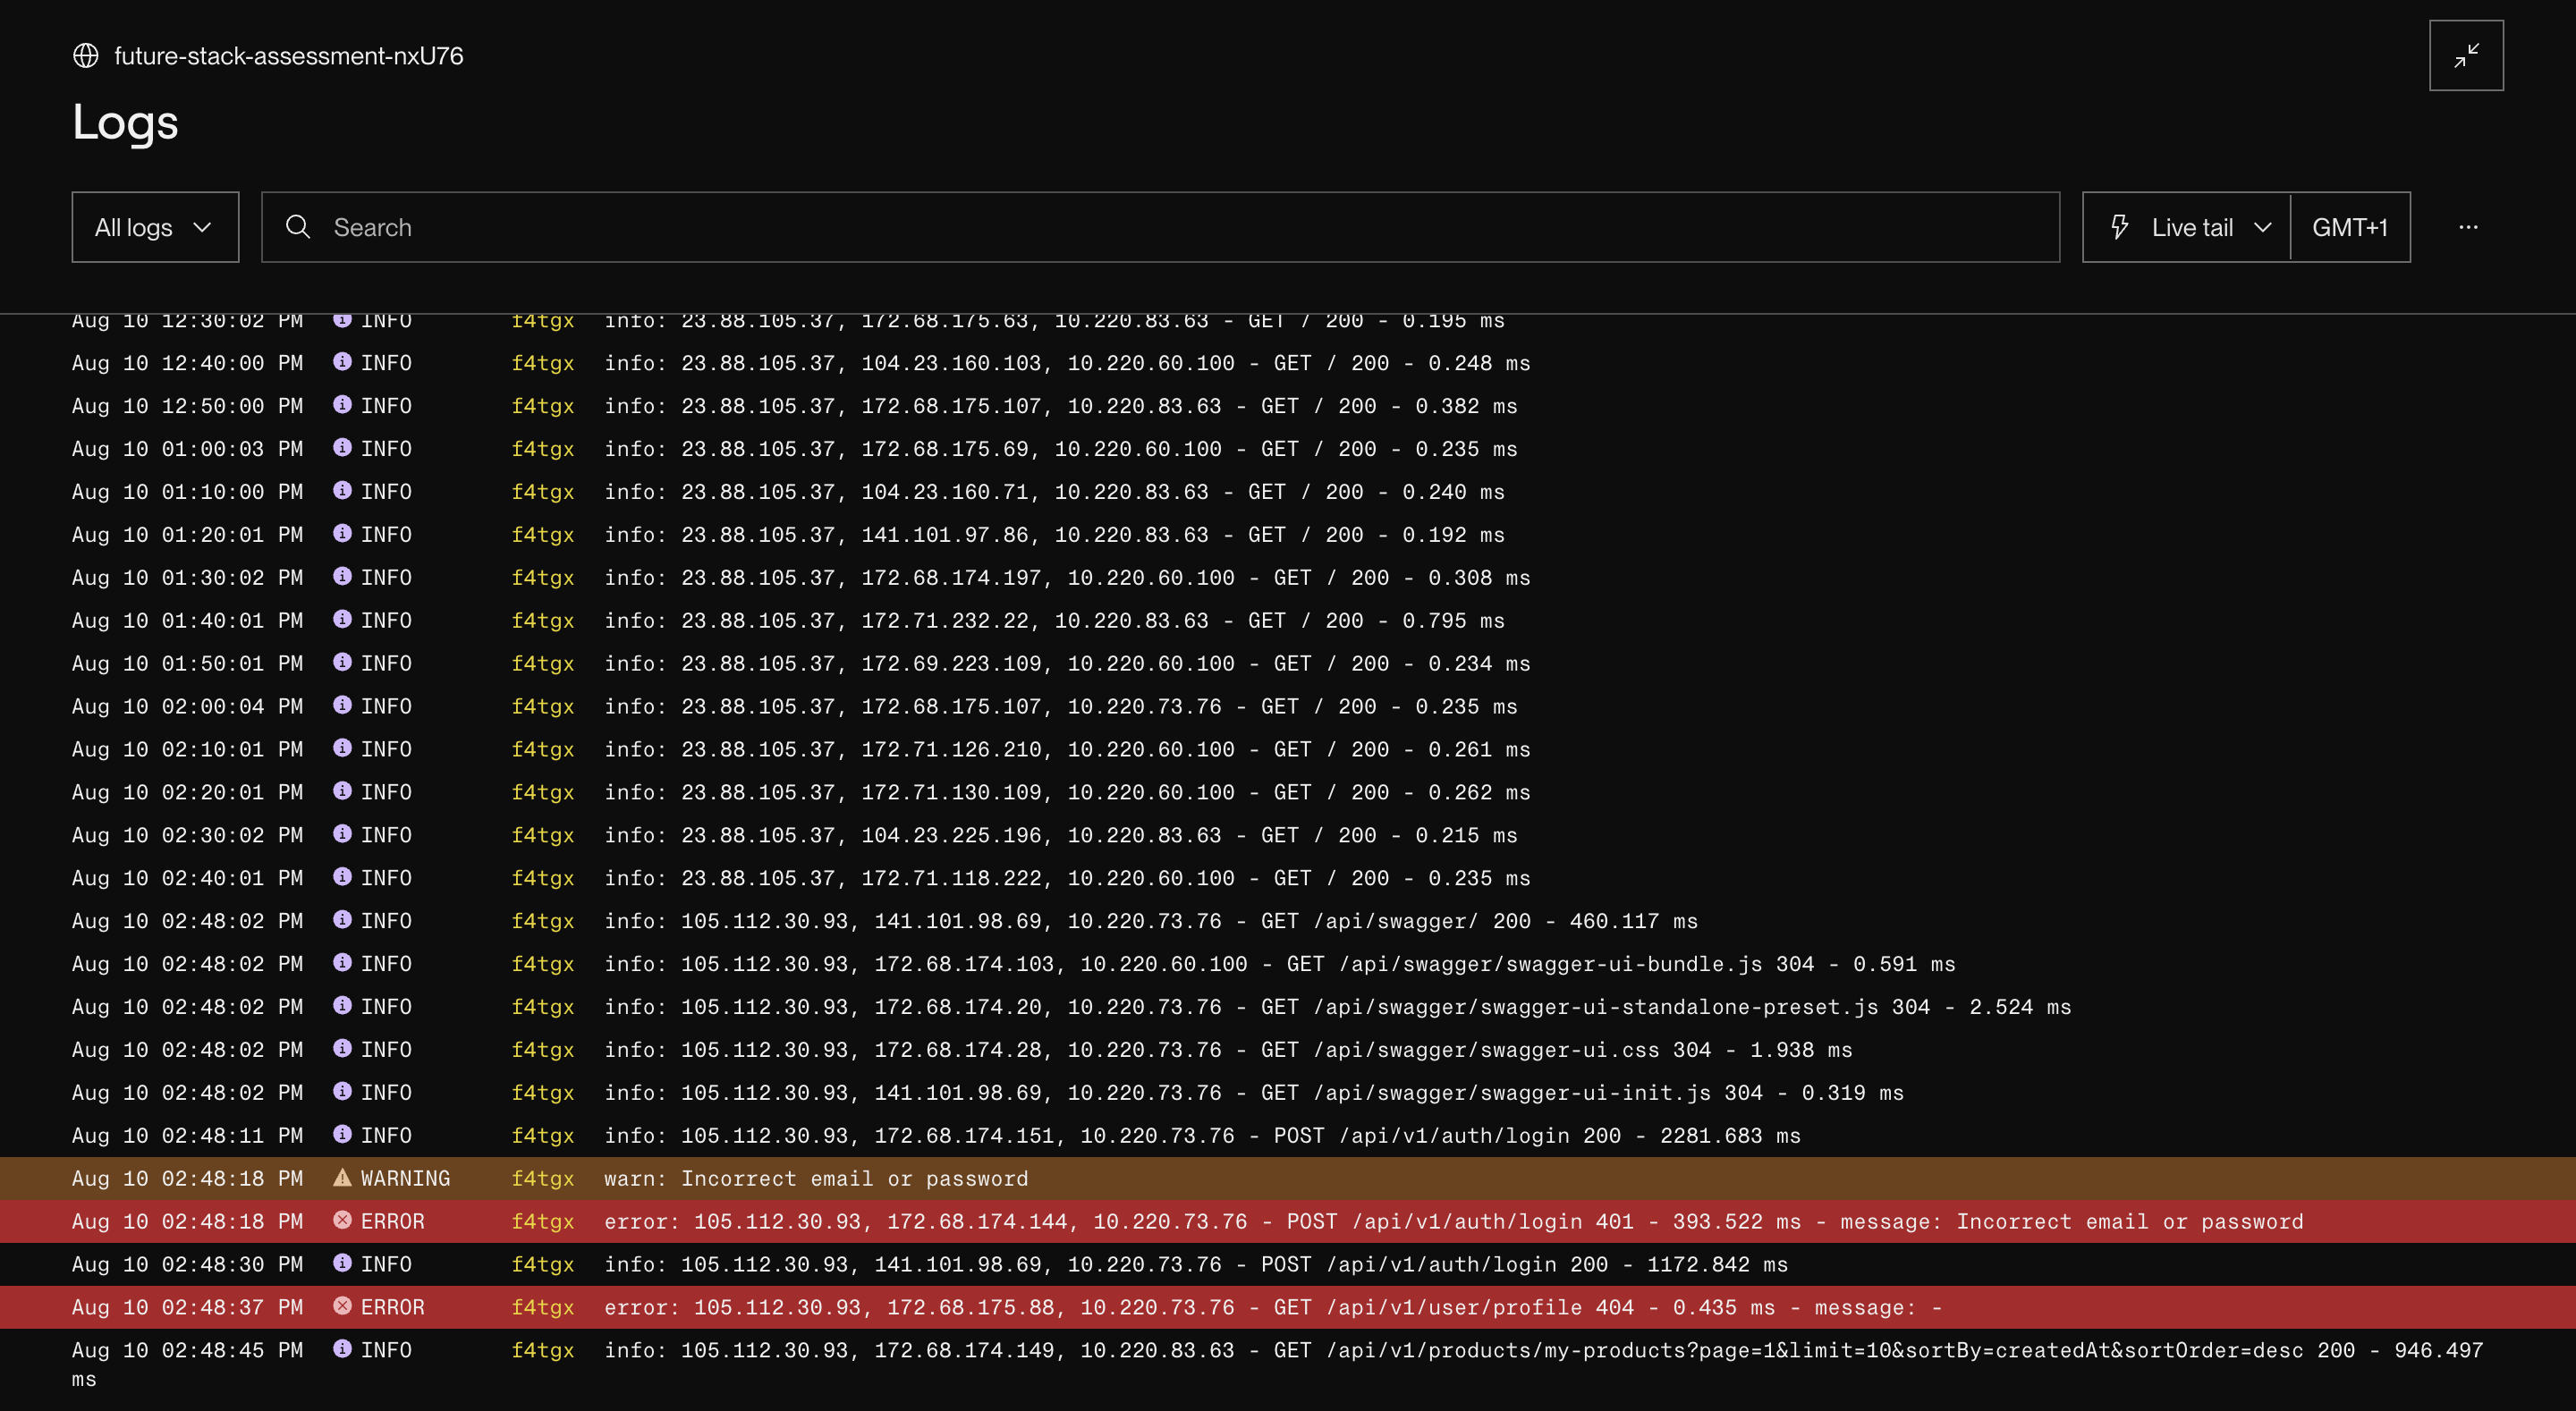 future-stack-assessment-nxU76
Logs
All logs
Search
Live tail
GMT+1
...
Aug 10 12:30:02 PM INFO f4tgx info: 23.88.105.37, 172.68.175.63, 10.220.83.63 - GET / 200 - 0.195 ms
Aug 10 12:40:00 PM INFO f4tgx info: 23.88.105.37, 104.23.160.103, 10.220.60.100 - GET / 200 - 0.248 ms
Aug 10 12:50:00 PM INFO f4tgx info: 23.88.105.37, 172.68.175.107, 10.220.83.63 - GET / 200 - 0.382 ms
Aug 10 01:00:03 PM INFO f4tgx info: 23.88.105.37, 172.68.175.69, 10.220.60.100 - GET / 200 - 0.235 ms
Aug 10 01:10:00 PM INFO f4tgx info: 23.88.105.37, 104.23.160.71, 10.220.83.63 - GET / 200 - 0.240 ms
Aug 10 01:20:01 PM INFO f4tgx info: 23.88.105.37, 141.101.97.86, 10.220.83.63 - GET / 200 - 0.192 ms
Aug 10 01:30:02 PM INFO f4tgx info: 23.88.105.37, 172.68.174.197, 10.220.60.100 - GET / 200 - 0.308 ms
Aug 10 01:40:01 PM INFO f4tgx info: 23.88.105.37, 172.71.232.22, 10.220.83.63 - GET / 200 - 0.795 ms
Aug 10 01:50:01 PM INFO f4tgx info: 23.88.105.37, 172.69.223.109, 10.220.60.100 - GET / 200 - 0.234 ms
Aug 10 02:00:04 PM INFO f4tgx info: 23.88.105.37, 172.68.175.107, 10.220.73.76 - GET / 200 - 0.235 ms
Aug 10 02:10:01 PM INFO f4tgx info: 23.88.105.37, 172.71.126.210, 10.220.60.100 - GET / 200 - 0.261 ms
Aug 10 02:20:01 PM INFO f4tgx info: 23.88.105.37, 172.71.130.109, 10.220.60.100 - GET / 200 - 0.262 ms
Aug 10 02:30:02 PM INFO f4tgx info: 23.88.105.37, 104.23.225.196, 10.220.83.63 - GET / 200 - 0.215 ms
Aug 10 02:40:01 PM INFO f4tgx info: 23.88.105.37, 172.71.118.222, 10.220.60.100 - GET / 200 - 0.235 ms
Aug 10 02:48:02 PM INFO f4tgx info: 105.112.30.93, 141.101.98.69, 10.220.73.76 - GET /api/swagger/ 200 - 460.117 ms
Aug 10 02:48:02 PM INFO f4tgx info: 105.112.30.93, 172.68.174.103, 10.220.60.100 - GET /api/swagger/swagger-ui-bundle.js 304 - 0.591 ms
Aug 10 02:48:02 PM INFO f4tgx info: 105.112.30.93, 172.68.174.20, 10.220.73.76 - GET /api/swagger/swagger-ui-standalone-preset.js 304 - 2.524 ms
Aug 10 02:48:02 PM INFO f4tgx info: 105.112.30.93, 172.68.174.28, 10.220.73.76 - GET /api/swagger/swagger-ui.css 304 - 1.938 ms
Aug 10 02:48:02 PM INFO f4tgx info: 105.112.30.93, 141.101.98.69, 10.220.73.76 - GET /api/swagger/swagger-ui-init.js 304 - 0.319 ms
Aug 10 02:48:11 PM INFO f4tgx info: 105.112.30.93, 172.68.174.151, 10.220.73.76 - POST /api/v1/auth/login 200 - 2281.683 ms
Aug 10 02:48:18 PM WARNING f4tgx warn: Incorrect email or password
Aug 10 02:48:18 PM ERROR f4tgx error: 105.112.30.93, 172.68.174.144, 10.220.73.76 - POST /api/v1/auth/login 401 - 393.522 ms - message: Incorrect email or password
Aug 10 02:48:30 PM INFO f4tgx info: 105.112.30.93, 141.101.98.69, 10.220.73.76 - POST /api/v1/auth/login 200 - 1172.842 ms
Aug 10 02:48:37 PM ERROR f4tgx error: 105.112.30.93, 172.68.175.88, 10.220.73.76 - GET /api/v1/user/profile 404 - 0.435 ms - message: -
Aug 10 02:48:45 PM INFO f4tgx info: 105.112.30.93, 172.68.174.149, 10.220.83.63 - GET /api/v1/products/my-products?page=1&limit=10&sortBy=createdAt&sortOrder=desc 200 - 946.497
ms